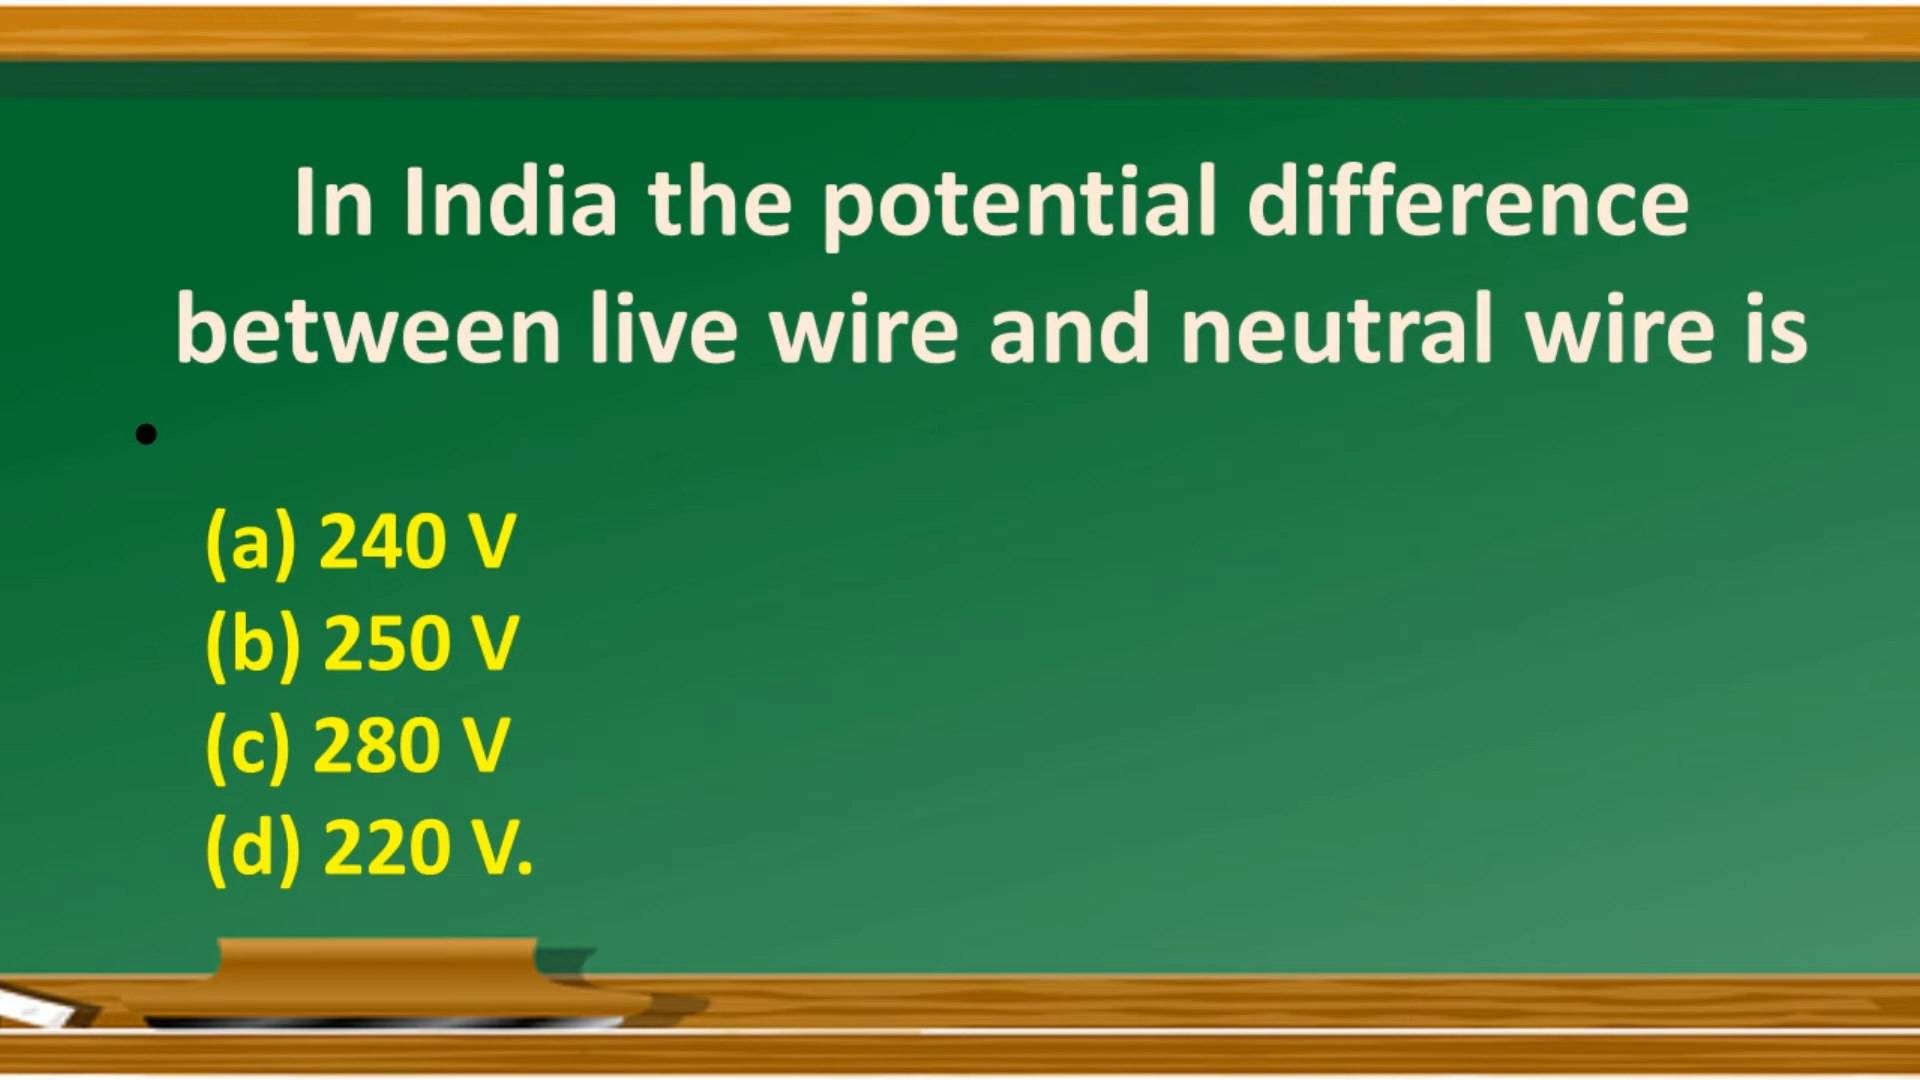 In India the potential difference
between live wire and neutral wire is
•
(a) 240 V
(b) 250 V
(c) 280 V
(d) 220 V.